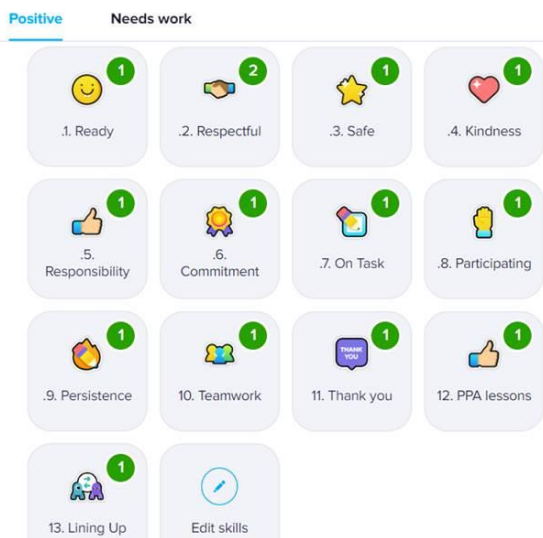 Positive Needs work
1 2 1 1
.1. Ready .2. Respectful .3. Safe .4. Kindness
1 1 1 1
.5. Responsibility .6. Commitment .7. On Task .8. Participating
1 1 1 1
THANK YOU
.9. Persistence 10. Teamwork 11. Thank you 12. PPA lessons
1
13. Lining Up Edit skills